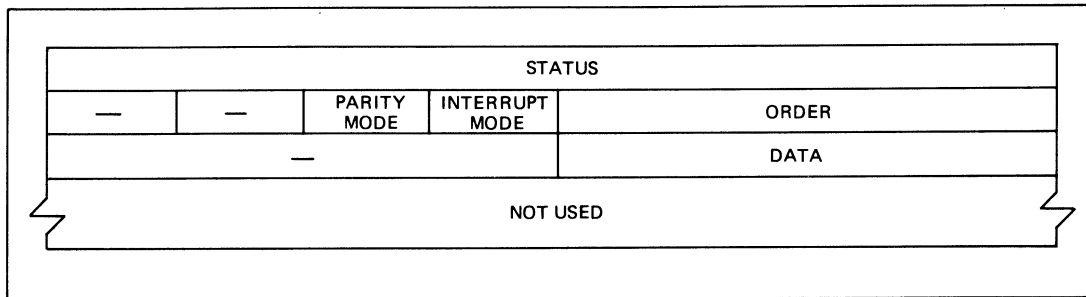 STATUS
— — PARITY MODE INTERRUPT MODE ORDER
— DATA
NOT USED